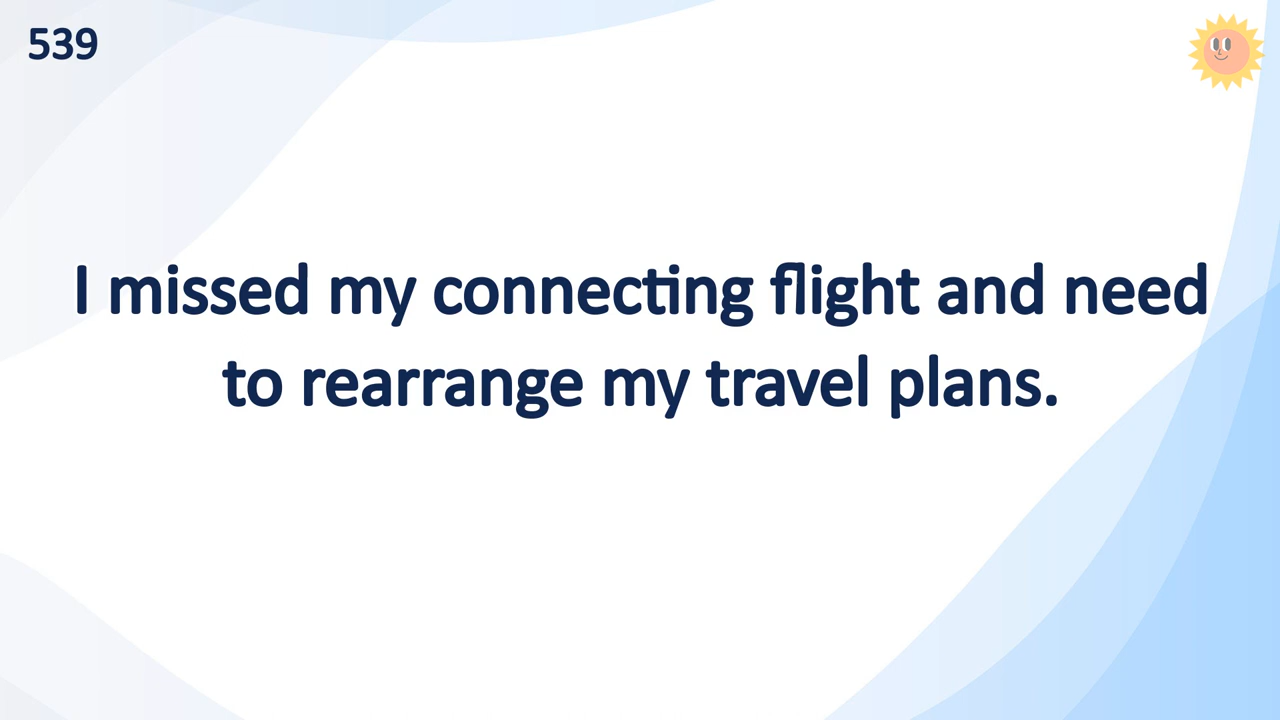 539
I missed my connecting flight and need
to rearrange my travel plans.